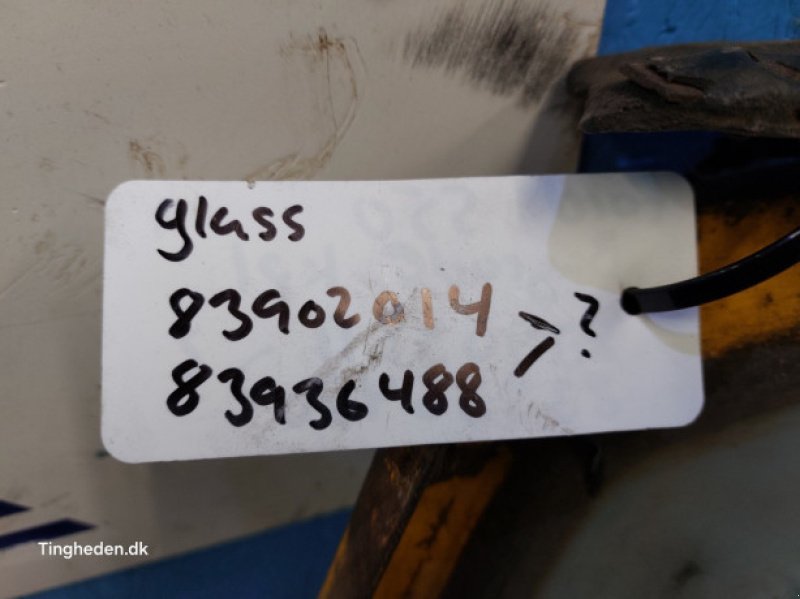 glass
83902014
83936488 > ?
Tingheden.dk